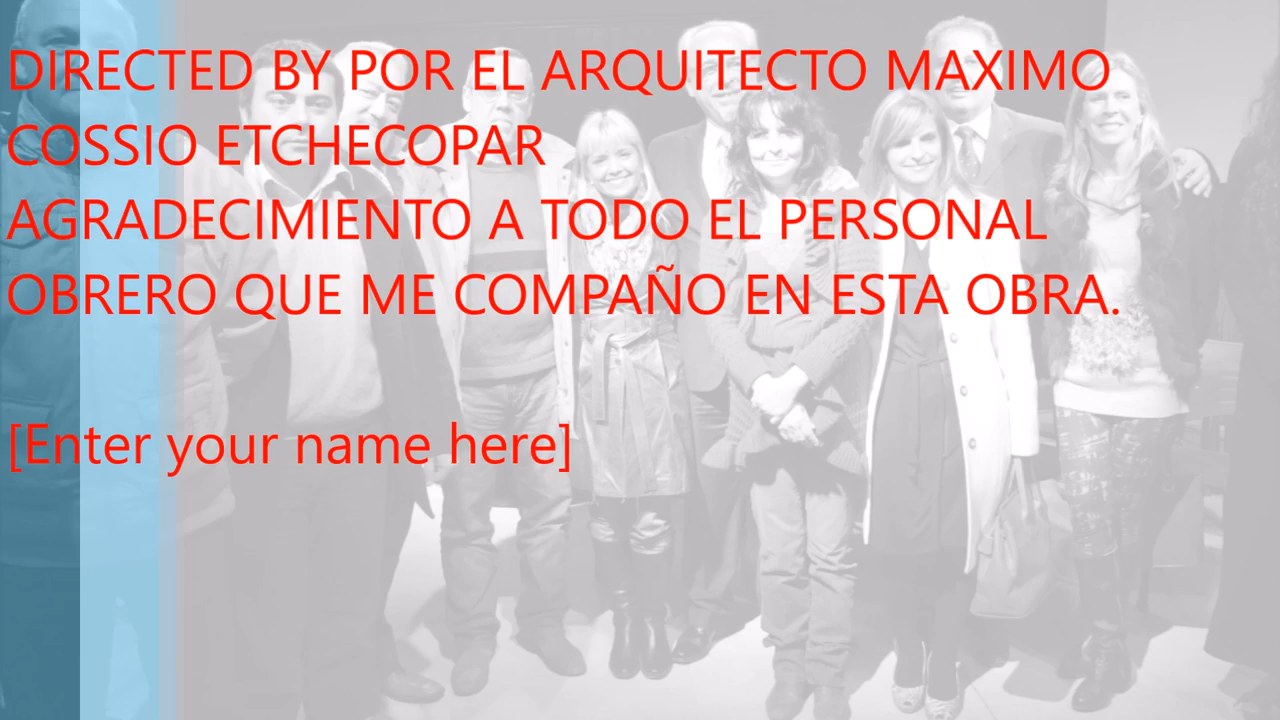 DIRECTED BY POR EL ARQUITECTO MAXIMO
COSSIO ETCHECOPAR
AGRADECIMIENTO A TODO EL PERSONAL
OBRERO QUE ME COMPAÑO EN ESTA OBRA.
[Enter your name here]